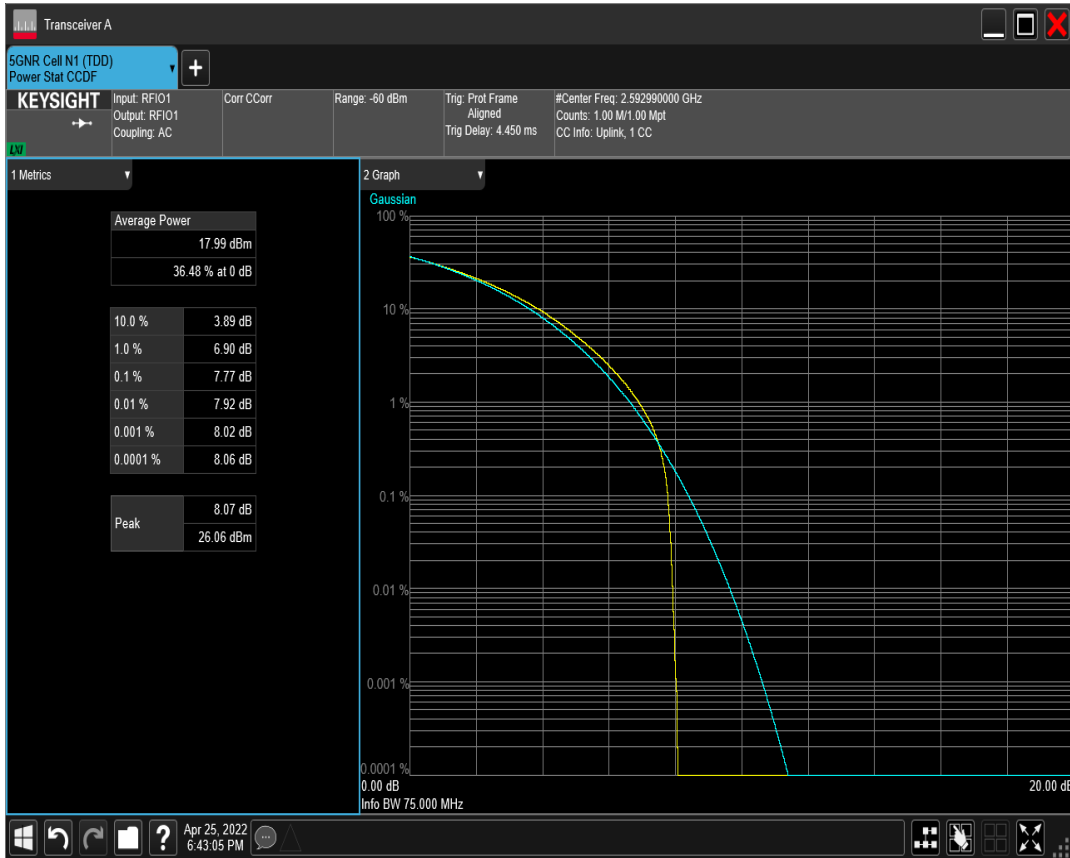 Transceiver A
5GNR Cell N1 (TDD)
Power Stat CCDF
+
KEYSIGHT
LXI
Input: RFIO1
Output: RFIO1
Coupling: AC
Corr CCorr
Range: -60 dBm
Trig: Prot Frame
Aligned
Trig Delay: 4.450 ms
#Center Freq: 2.592990000 GHz
Counts: 1.00 M/1.00 Mpt
CC Info: Uplink, 1 CC
1 Metrics
Average Power
17.99 dBm
36.48 % at 0 dB
10.0 % 3.89 dB
1.0 % 6.90 dB
0.1 % 7.77 dB
0.01 % 7.92 dB
0.001 % 8.02 dB
0.0001 % 8.06 dB
Peak 8.07 dB
26.06 dBm
2 Graph
Gaussian
100 %
10 %
1 %
0.1 %
0.01 %
0.001 %
0.0001 %
0.00 dB 20.00 dB
Info BW 75.000 MHz
? Apr 25, 2022
6:43:05 PM